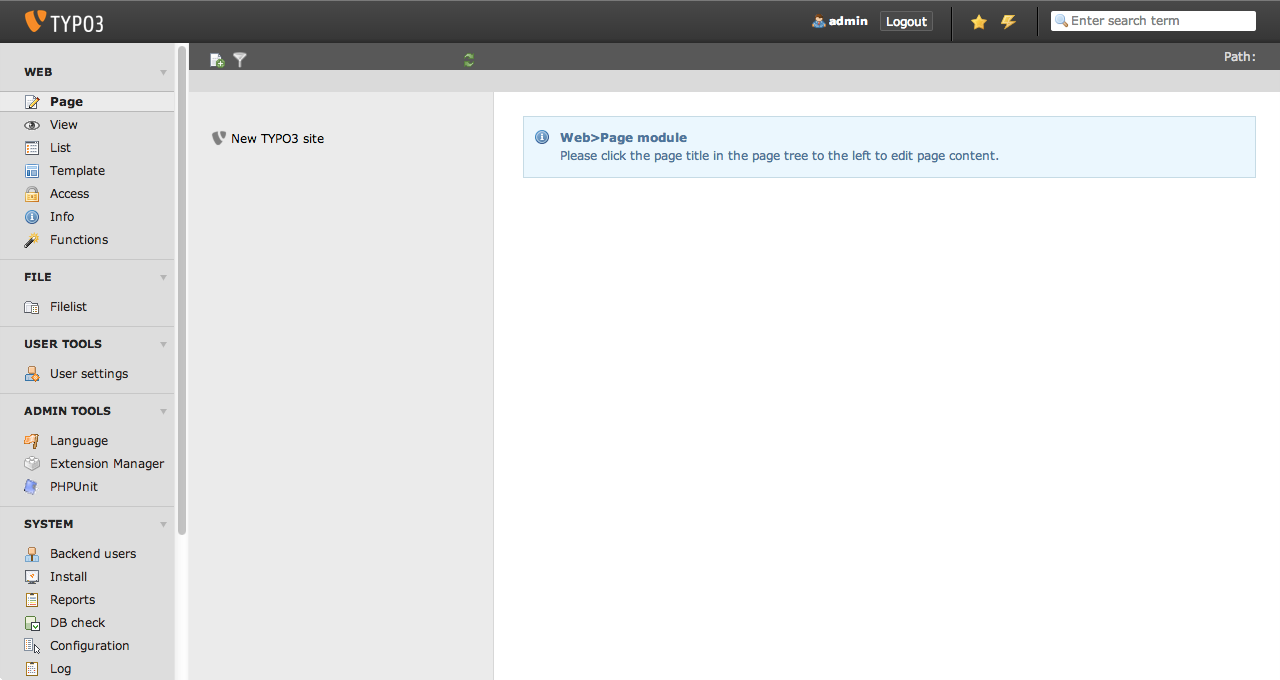 TYPO3
admin
Logout
Enter search term
Path:
WEB
Page
View
List
Template
Access
Info
Functions
FILE
Filelist
USER TOOLS
User settings
ADMIN TOOLS
Language
Extension Manager
PHPUnit
SYSTEM
Backend users
Install
Reports
DB check
Configuration
Log
New TYPO3 site
Web>Page module
Please click the page title in the page tree to the left to edit page content.